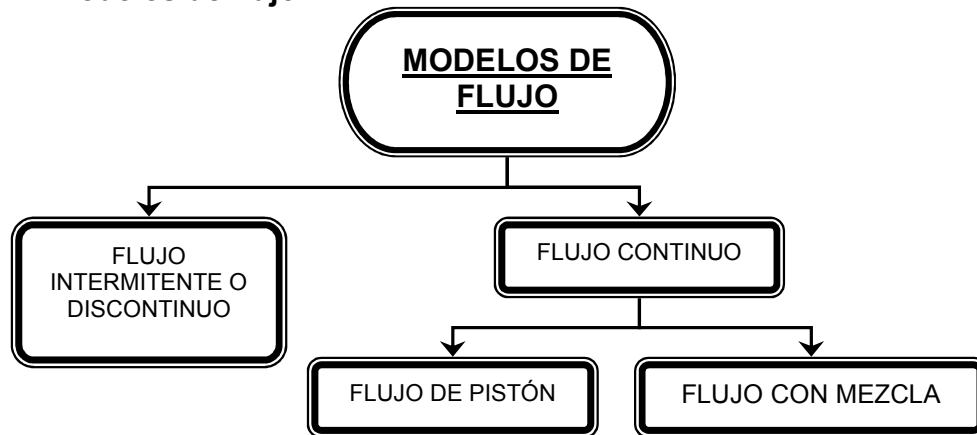 MODELOS DE
FLUJO
FLUJO
INTERMITENTE O
DISCONTINUO
FLUJO CONTINUO
FLUJO DE PISTÓN
FLUJO CON MEZCLA